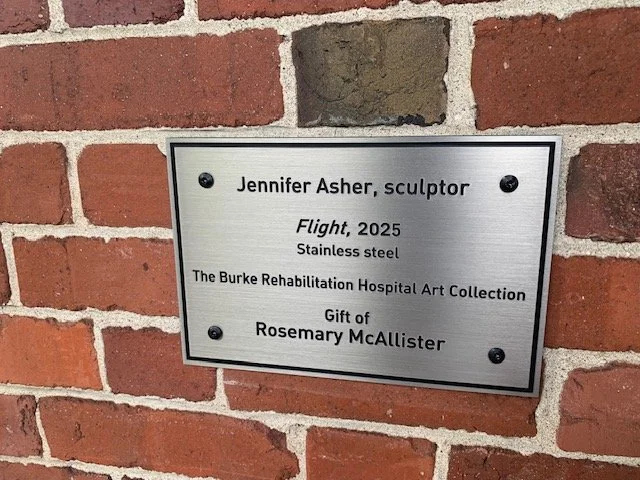 Jennifer Asher, sculptor
Flight, 2025
Stainless steel
The Burke Rehabilitation Hospital Art Collection
Gift of
Rosemary McAllister